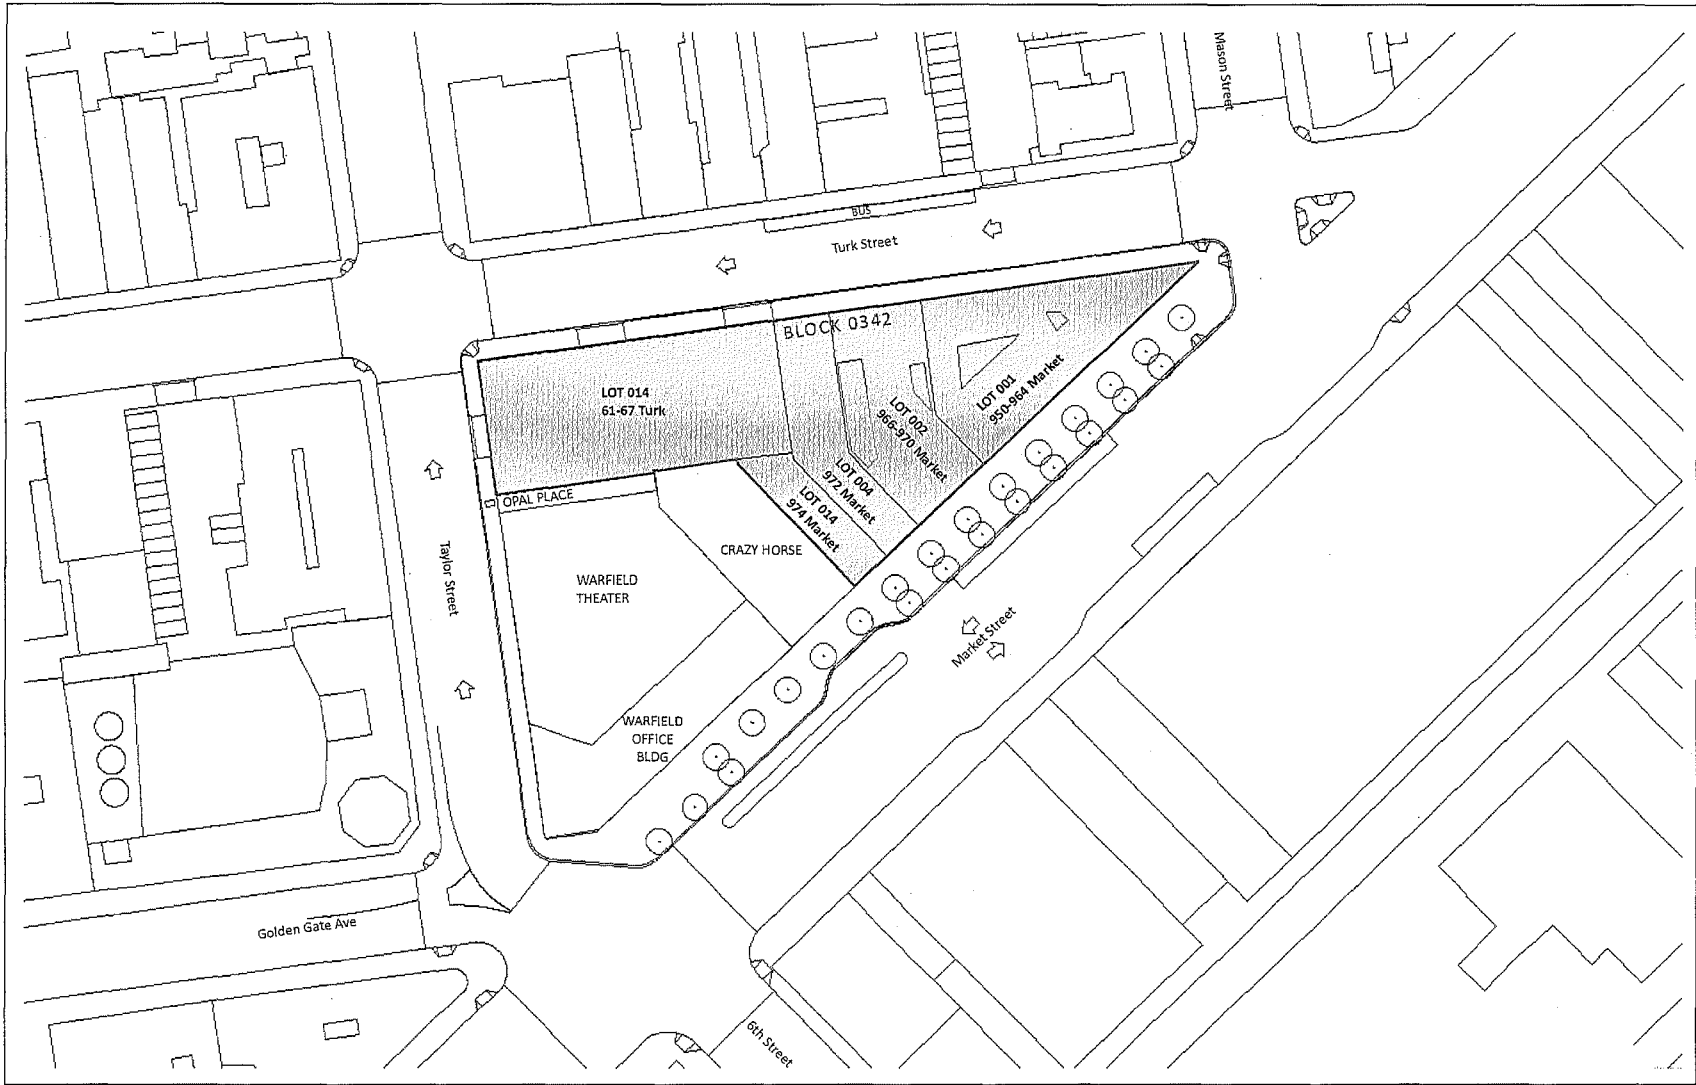 Mason Street
BUS
Turk Street
BLOCK 0342
LOT 014
61-67 Turk
LOT 001
950-964 Market
LOT 002
966-970 Market
LOT 004
972 Market
LOT 014
974 Market
OPAL PLACE
CRAZY HORSE
Taylor Street
WARFIELD
THEATER
Market Street
WARFIELD
OFFICE
BLDG
Golden Gate Ave
6th Street